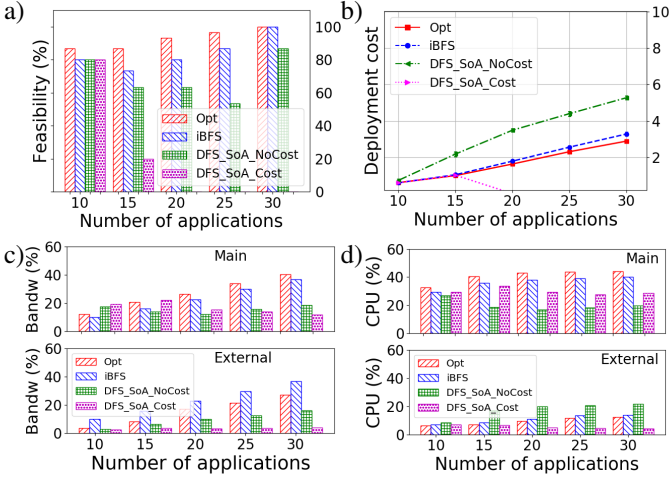 a)
Feasibility (%)
100
80
60
40
20
0
Opt
iBFS
DFS_SoA_NoCost
DFS_SoA_Cost
10 15 20 25 30
Number of applications
b)
Deployment cost
10
8
6
4
2
Opt
iBFS
DFS_SoA_NoCost
DFS_SoA_Cost
10 15 20 25 30
Number of applications
c)
Bandw (%)
60
40
20
0
Main
Bandw (%)
60
40
20
0
External
Opt
iBFS
DFS_SoA_NoCost
DFS_SoA_Cost
10 15 20 25 30
Number of applications
d)
CPU (%)
60
40
20
0
Main
CPU (%)
60
40
20
0
External
Opt
iBFS
DFS_SoA_NoCost
DFS_SoA_Cost
10 15 20 25 30
Number of applications